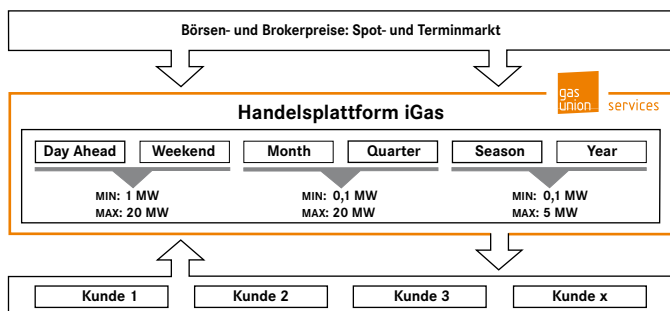 Börsen- und Brokerpreise: Spot- und Terminmarkt
gas
union
services
Handelsplattform iGas
Day Ahead Weekend Month Quarter Season Year
MIN: 1 MW MIN: 0,1 MW MIN: 0,1 MW
MAX: 20 MW MAX: 20 MW MAX: 5 MW
Kunde 1 Kunde 2 Kunde 3 Kunde x